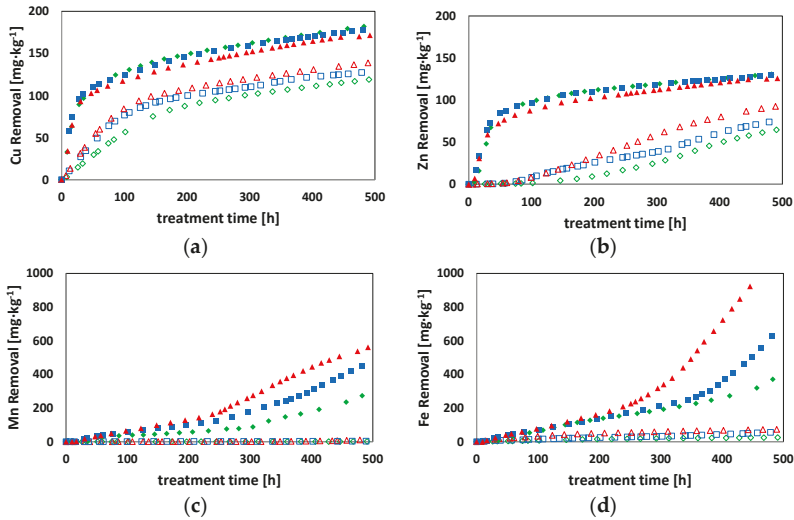 Cu Removal [mg·kg⁻¹]
200
150
100
50
0
0 100 200 300 400 500
treatment time [h]
(a)
Zn Removal [mg·kg⁻¹]
200
150
100
50
0
0 100 200 300 400 500
treatment time [h]
(b)
Mn Removal [mg·kg⁻¹]
1000
800
600
400
200
0
0 100 200 300 400 500
treatment time [h]
(c)
Fe Removal [mg·kg⁻¹]
1000
800
600
400
200
0
0 100 200 300 400 500
treatment time [h]
(d)